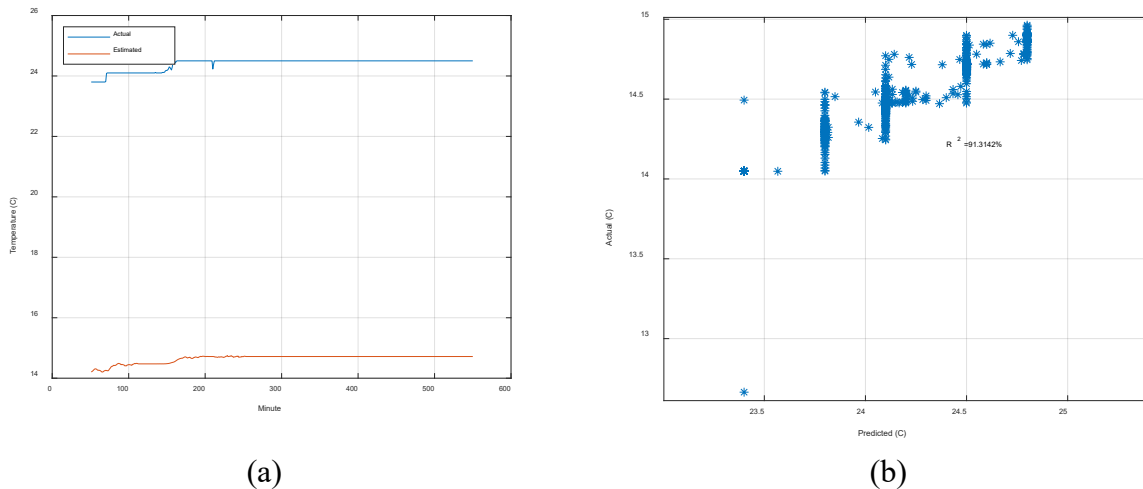 26
24
22
20
18
16
14
Temperature (C)
Actual
Estimated
0 100 200 300 400 500 600
Minute
(a)
15
14.5
14
13.5
13
Actual (C)
R 2 =91.3142%
23.5 24 24.5 25
Predicted (C)
(b)